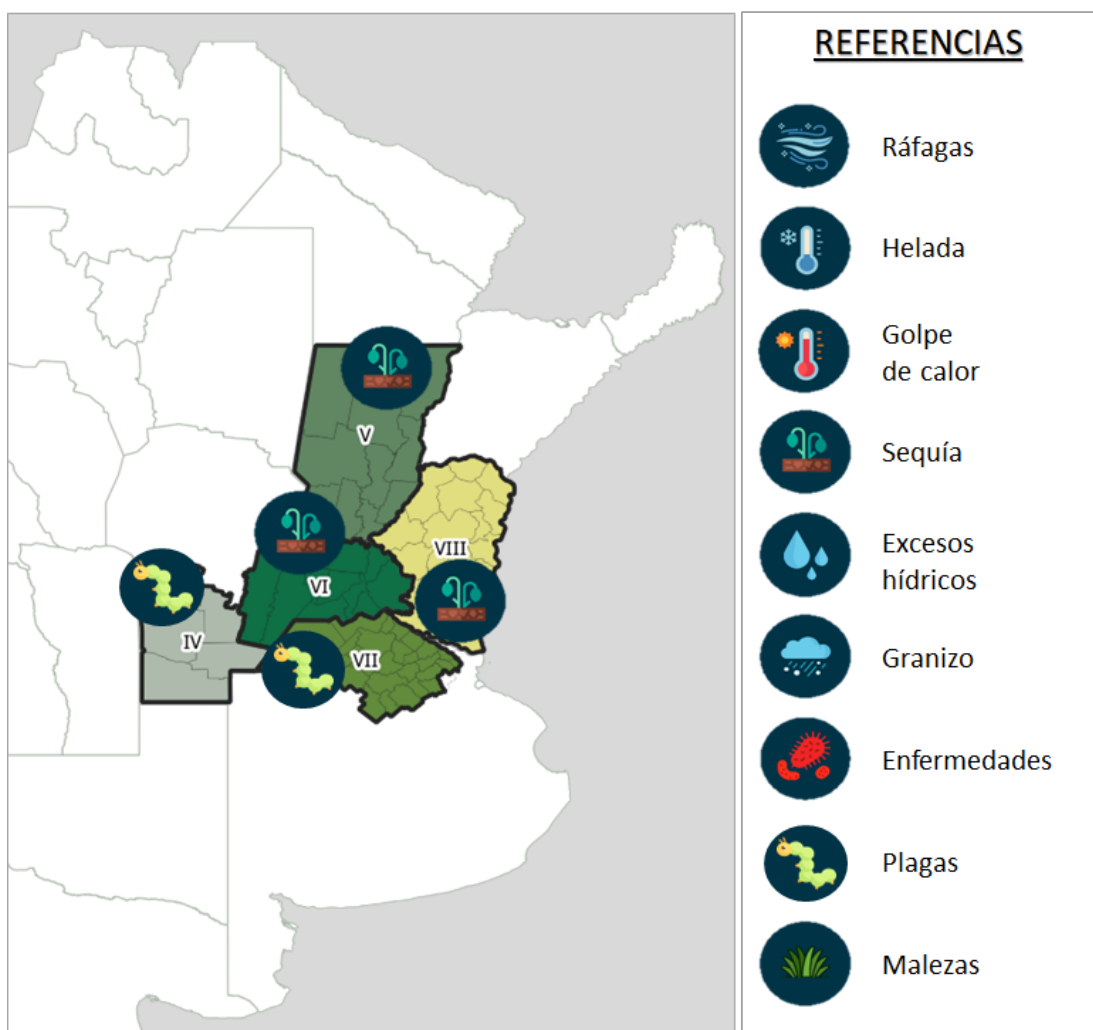 REFERENCIAS
Ráfagas
Helada
Golpe
de calor
Sequía
Excesos
hídricos
Granizo
Enfermedades
Plagas
Malezas
V
VIII
VI
IV
VII